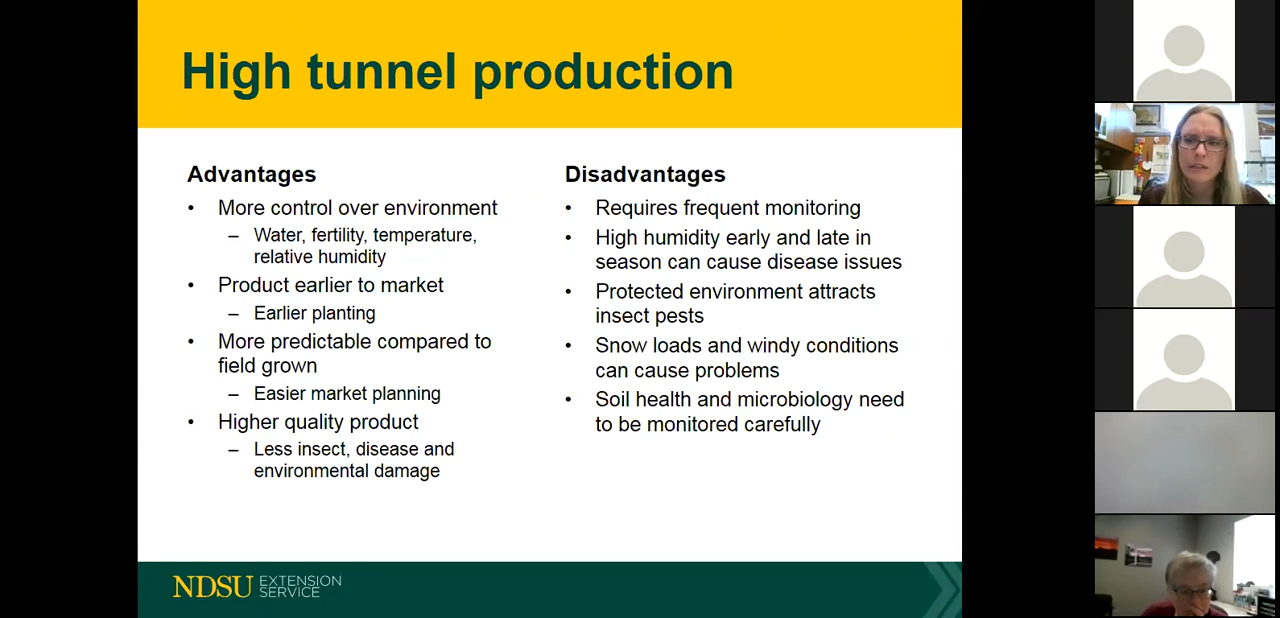 High tunnel production
Advantages
• More control over environment
– Water, fertility, temperature,
relative humidity
• Product earlier to market
– Earlier planting
• More predictable compared to
field grown
– Easier market planning
• Higher quality product
– Less insect, disease and
environmental damage
Disadvantages
• Requires frequent monitoring
• High humidity early and late in
season can cause disease issues
• Protected environment attracts
insect pests
• Snow loads and windy conditions
can cause problems
• Soil health and microbiology need
to be monitored carefully
NDSU EXTENSION
SERVICE